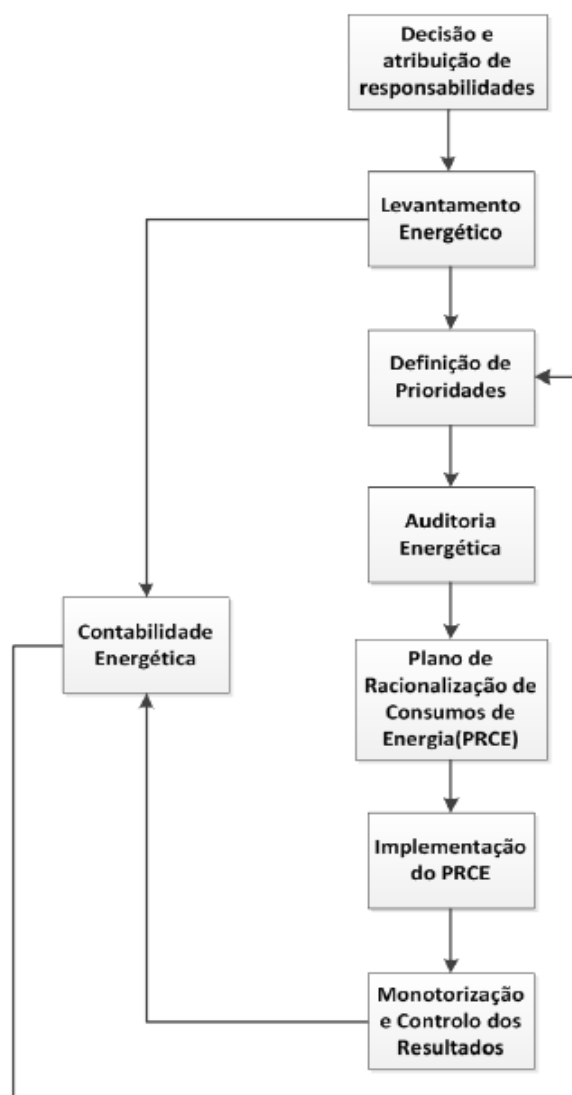 Decisão e
atribuição de
responsabilidades
Levantamento
Energético
Definição de
Prioridades
Auditoria
Energética
Contabilidade
Energética
Plano de
Racionalização de
Consumos de
Energia(PRCE)
Implementação
do PRCE
Monotorização
e Controlo dos
Resultados